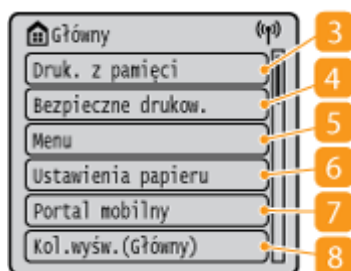 Główny
3
Druk. z pamięci
4
Bezpieczne drukow.
5
Menu
6
Ustawienia papieru
7
Portal mobilny
8
Kol.wyśw.(Główny)